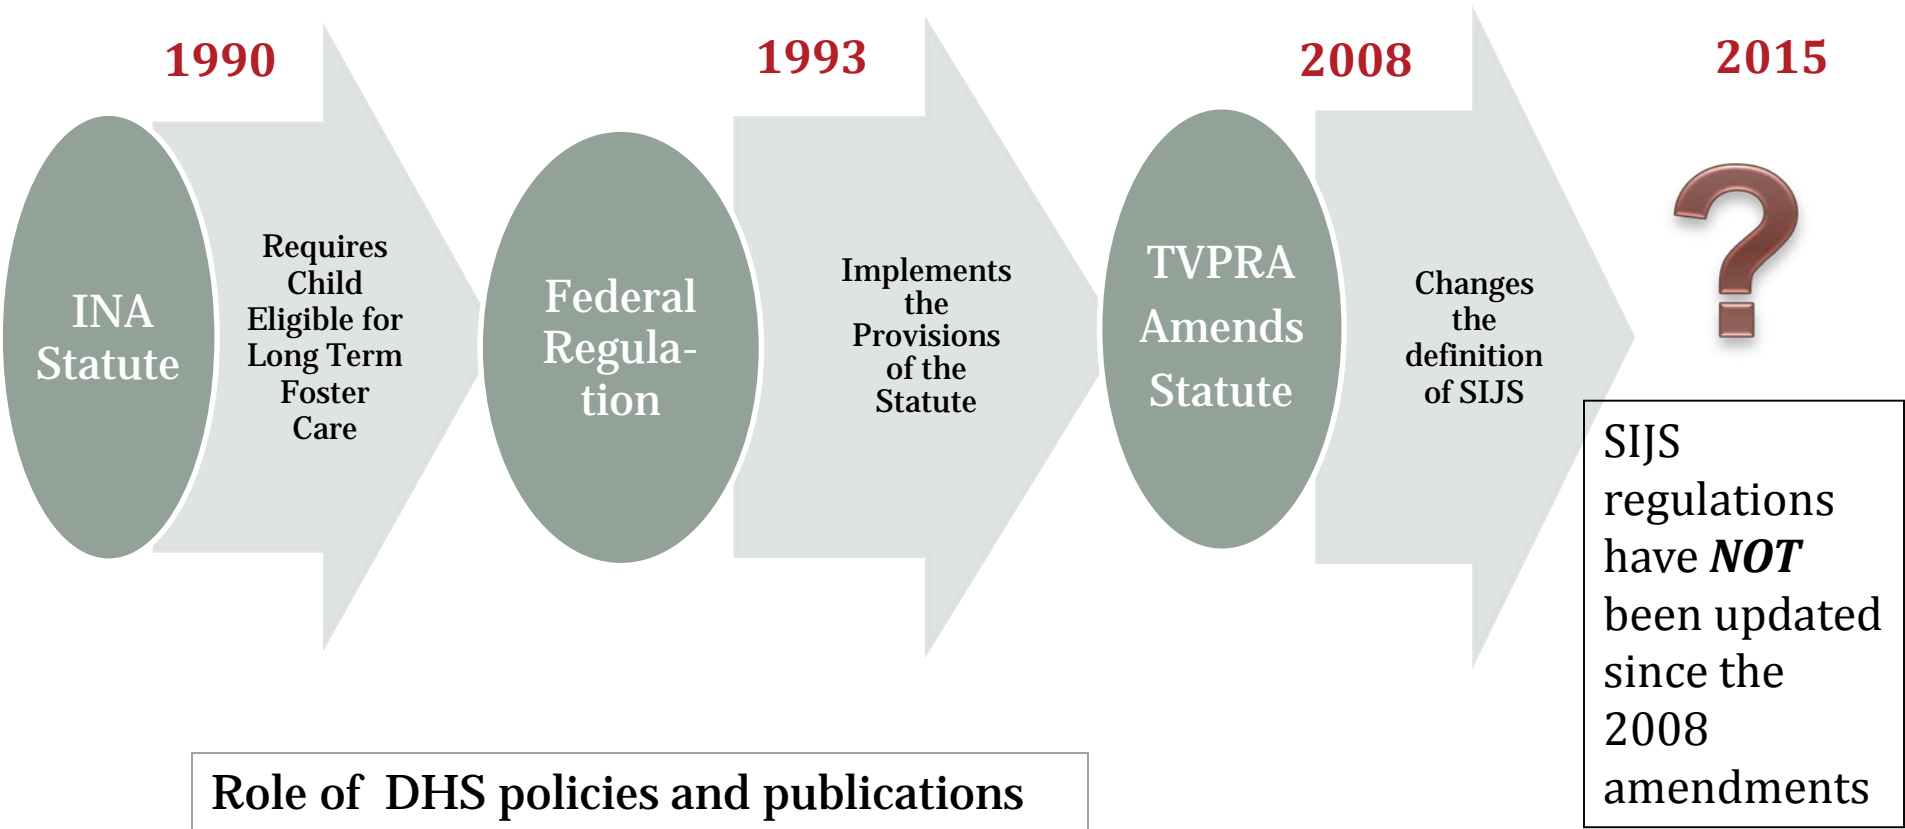 1990
1993
2008
2015
INA
Statute
Requires
Child
Eligible for
Long Term
Foster
Care
Federal
Regula-
tion
Implements
the
Provisions
of the
Statute
TVPRA
Amends
Statute
Changes
the
definition
of SIJS
?
SIJS
regulations
have NOT
been updated
since the
2008
amendments
Role of DHS policies and publications